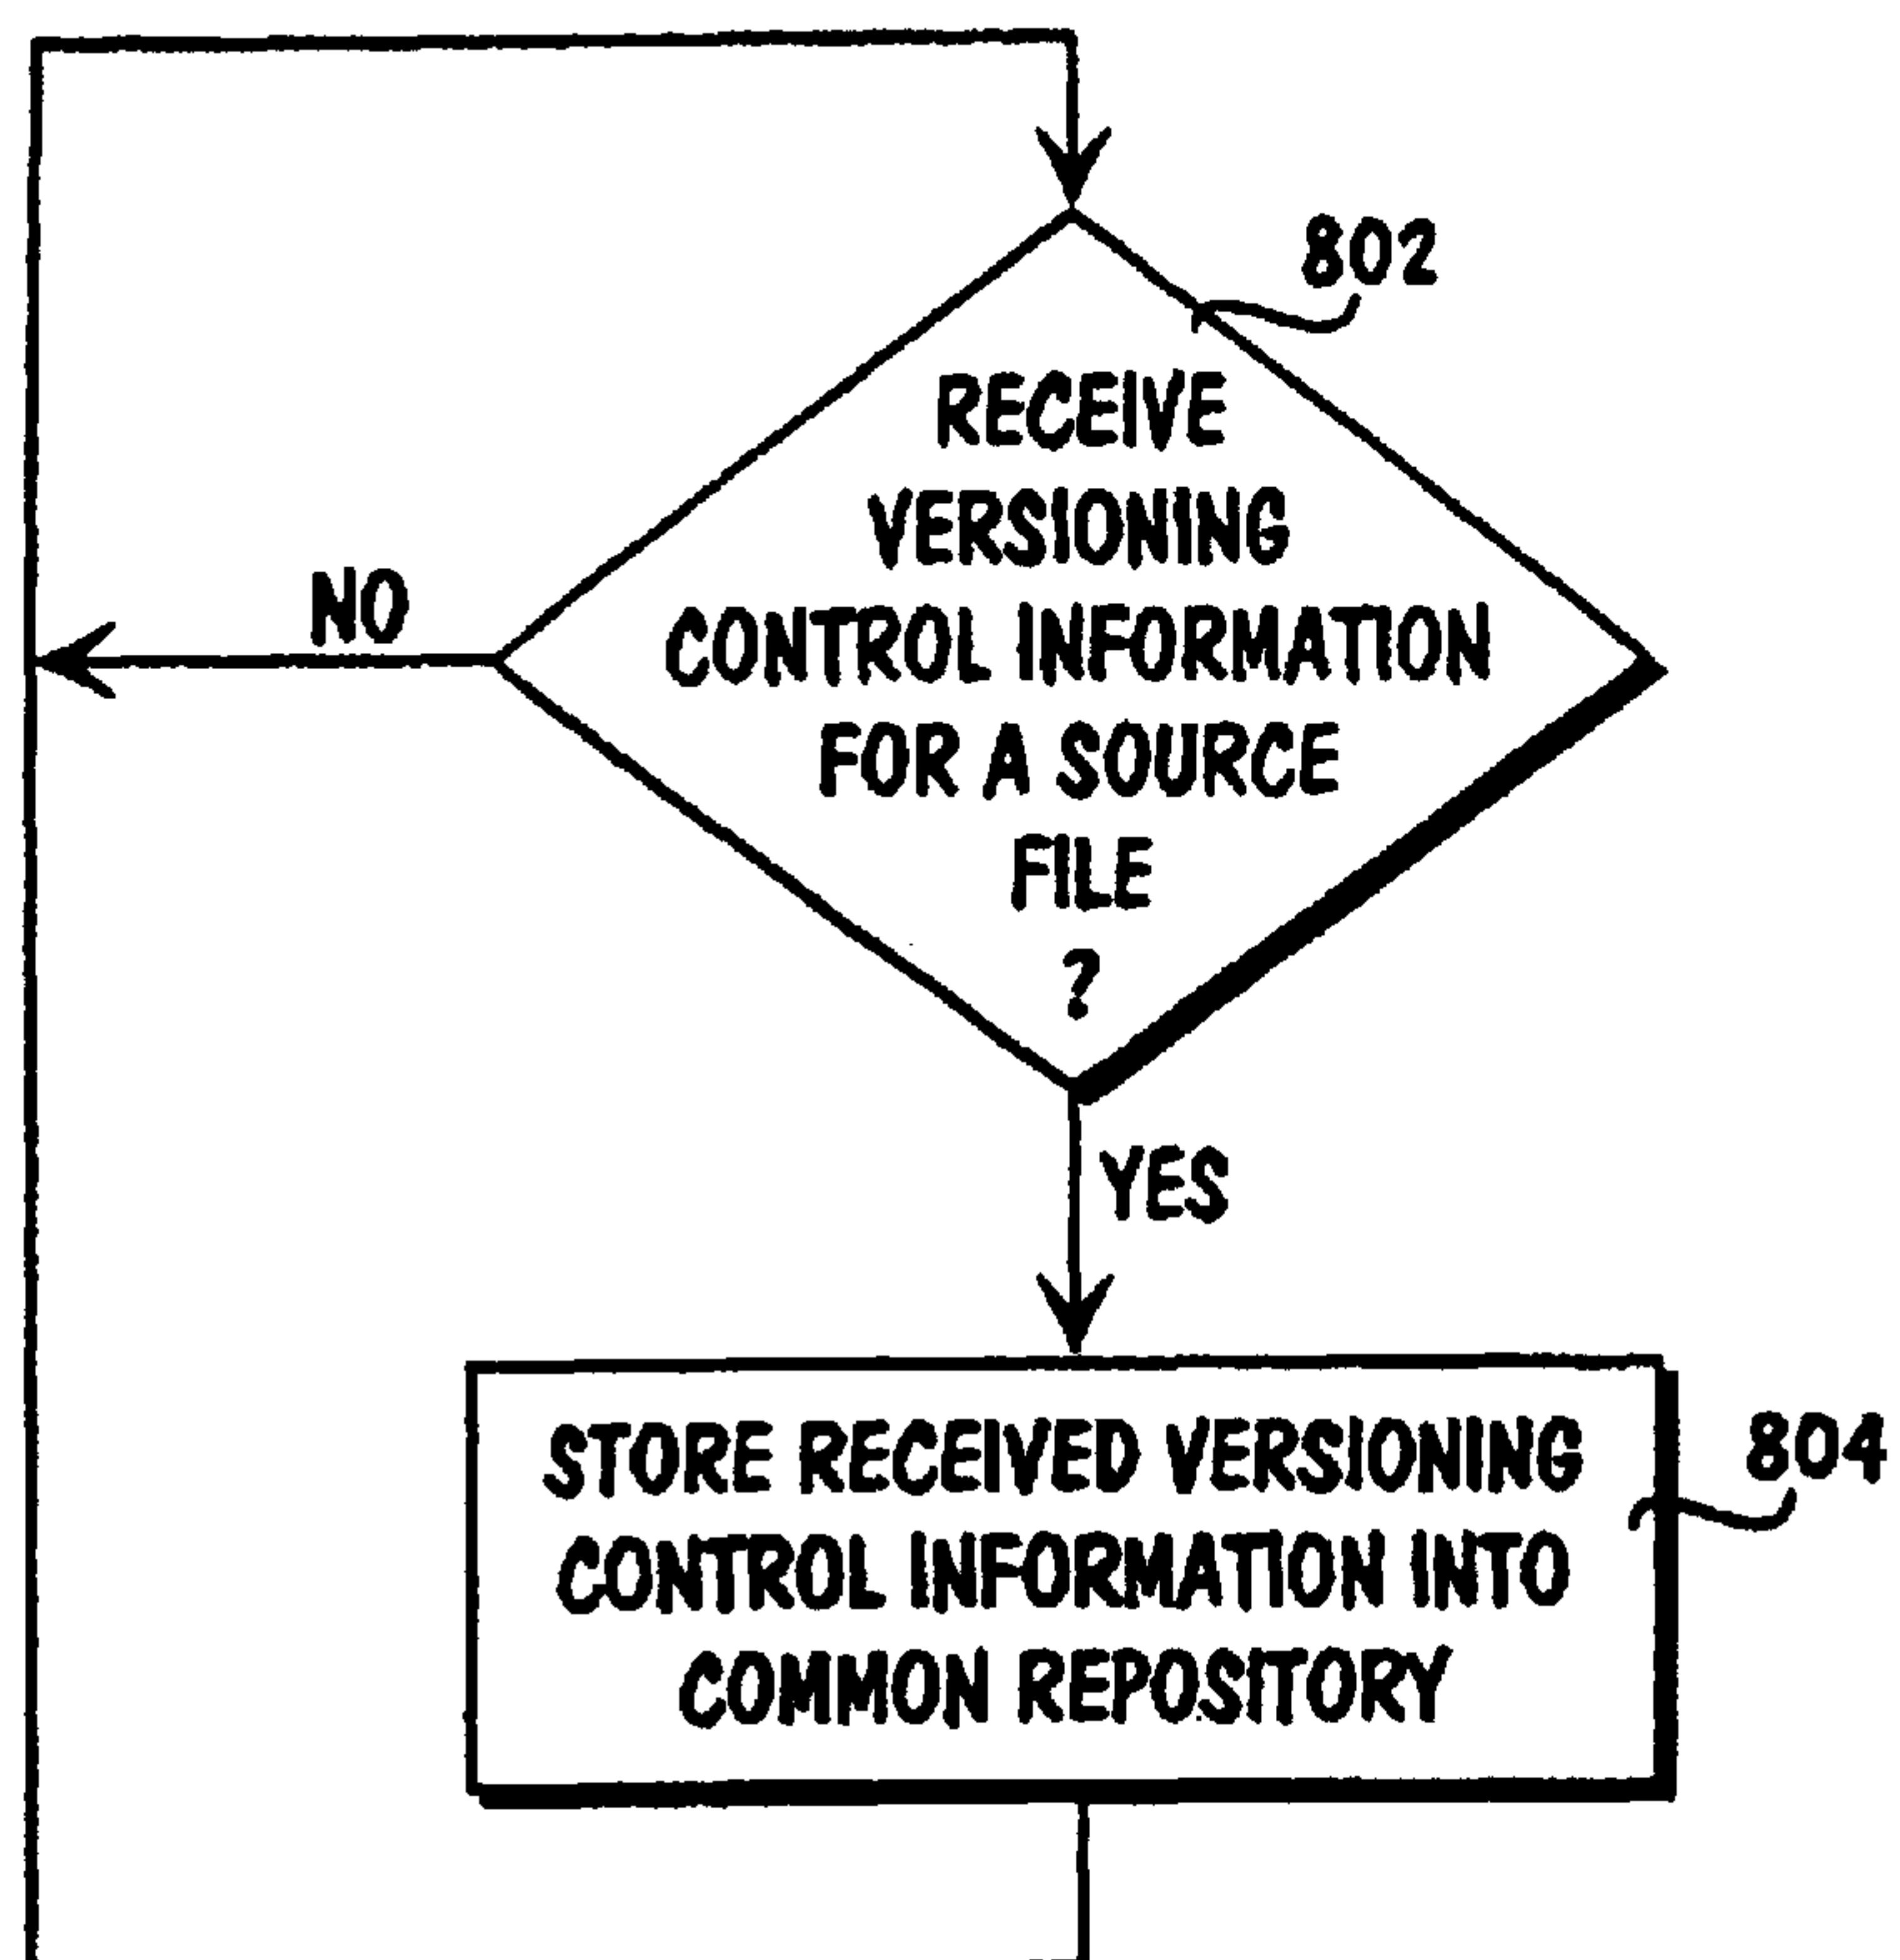 802
RECEIVE
VERSIONING
CONTROL INFORMATION
FOR A SOURCE
FILE
?
NO
YES
STORE RECEIVED VERSIONING
CONTROL INFORMATION INTO
COMMON REPOSITORY
804